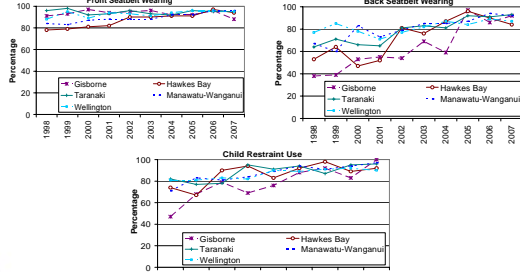 Front Seatbelt Wearing
100
80
60
40
20
0
Percentage
Gisborne
Hawkes Bay
Taranaki
Manawatu-Wanganui
Wellington
1998
1999
2000
2001
2002
2003
2004
2005
2006
2007
Back Seatbelt Wearing
100
80
60
40
20
0
Percentage
Gisborne
Hawkes Bay
Taranaki
Manawatu-Wanganui
Wellington
1998
1999
2000
2001
2002
2003
2004
2005
2006
2007
Child Restraint Use
100
80
60
40
20
0
Percentage
Gisborne
Hawkes Bay
Taranaki
Manawatu-Wanganui
Wellington